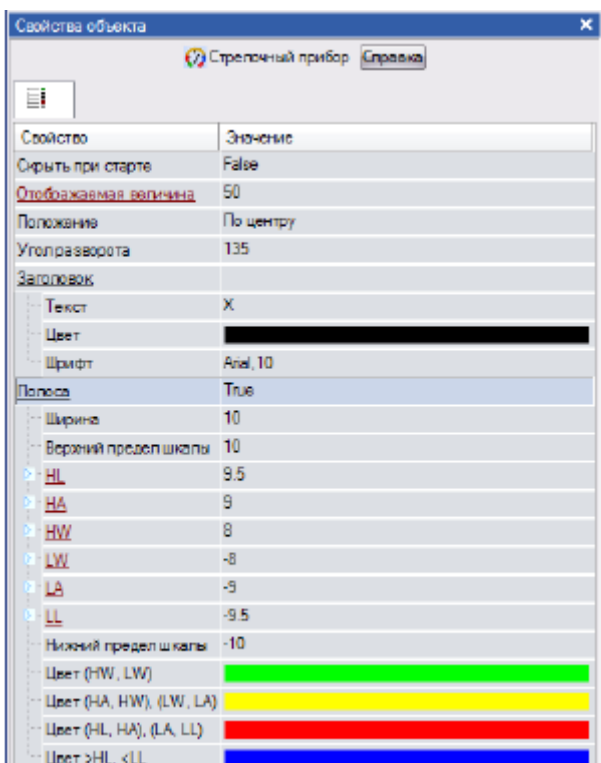 Свойства объекта
Стрелочный прибор Справка
Свойство Значение
Скрыть при старте False
Отображаемая величина 50
Положение По центру
Угол разворота 135
Заголовок
Текст X
Цвет
Шрифт Arial, 10
Полоса True
Ширина 10
Верхний предел шкалы 10
HL 9.5
HA 9
HW 8
LW -8
LA -9
LL -9.5
Нижний предел шкалы -10
Цвет (HW, LW)
Цвет (HA, HW), (LW, LA)
Цвет (HL, HA), (LA, LL)
Цвет >HL, <LL